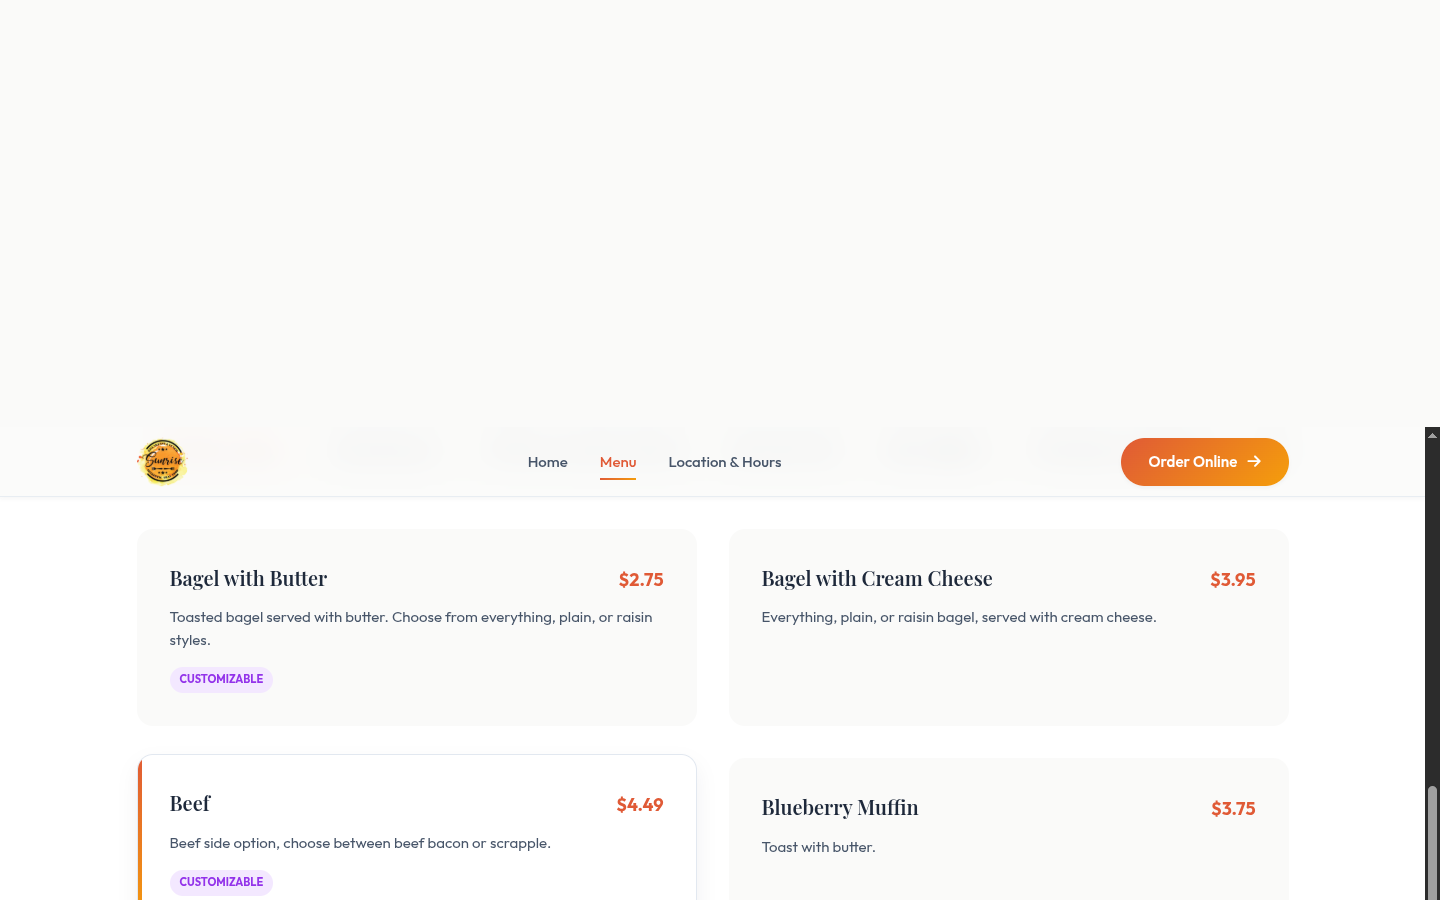 Sunrise
Home
Menu
Location & Hours
Order Online
Bagel with Butter
$2.75
Toasted bagel served with butter. Choose from everything, plain, or raisin
styles.
CUSTOMIZABLE
Bagel with Cream Cheese
$3.95
Everything, plain, or raisin bagel, served with cream cheese.
Beef
$4.49
Beef side option, choose between beef bacon or scrapple.
CUSTOMIZABLE
Blueberry Muffin
$3.75
Toast with butter.